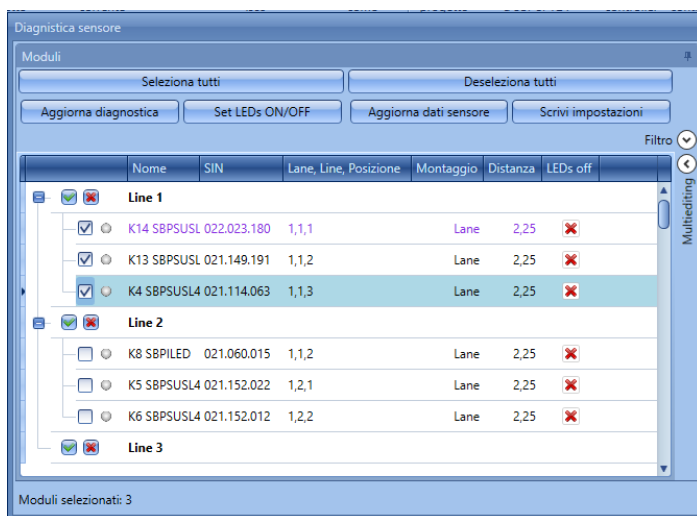 Diagnistica sensore
Moduli
Seleziona tutti Deseleziona tutti
Aggiorna diagnostica Set LEDs ON/OFF Aggiorna dati sensore Scrivi impostazioni
Filtro
Nome SIN Lane, Line, Posizione Montaggio Distanza LEDs off
Multiediting
Line 1
K14 SBPSUSL 022.023.180 1,1,1 Lane 2,25
K13 SBPSUSL 021.149.191 1,1,2 Lane 2,25
K4 SBPSUSL4 021.114.063 1,1,3 Lane 2,25
Line 2
K8 SBPILED 021.060.015 1,1,2 Lane 2,25
K5 SBPSUSL4 021.152.022 1,2,1 Lane 2,25
K6 SBPSUSL4 021.152.012 1,2,2 Lane 2,25
Line 3
Moduli selezionati: 3